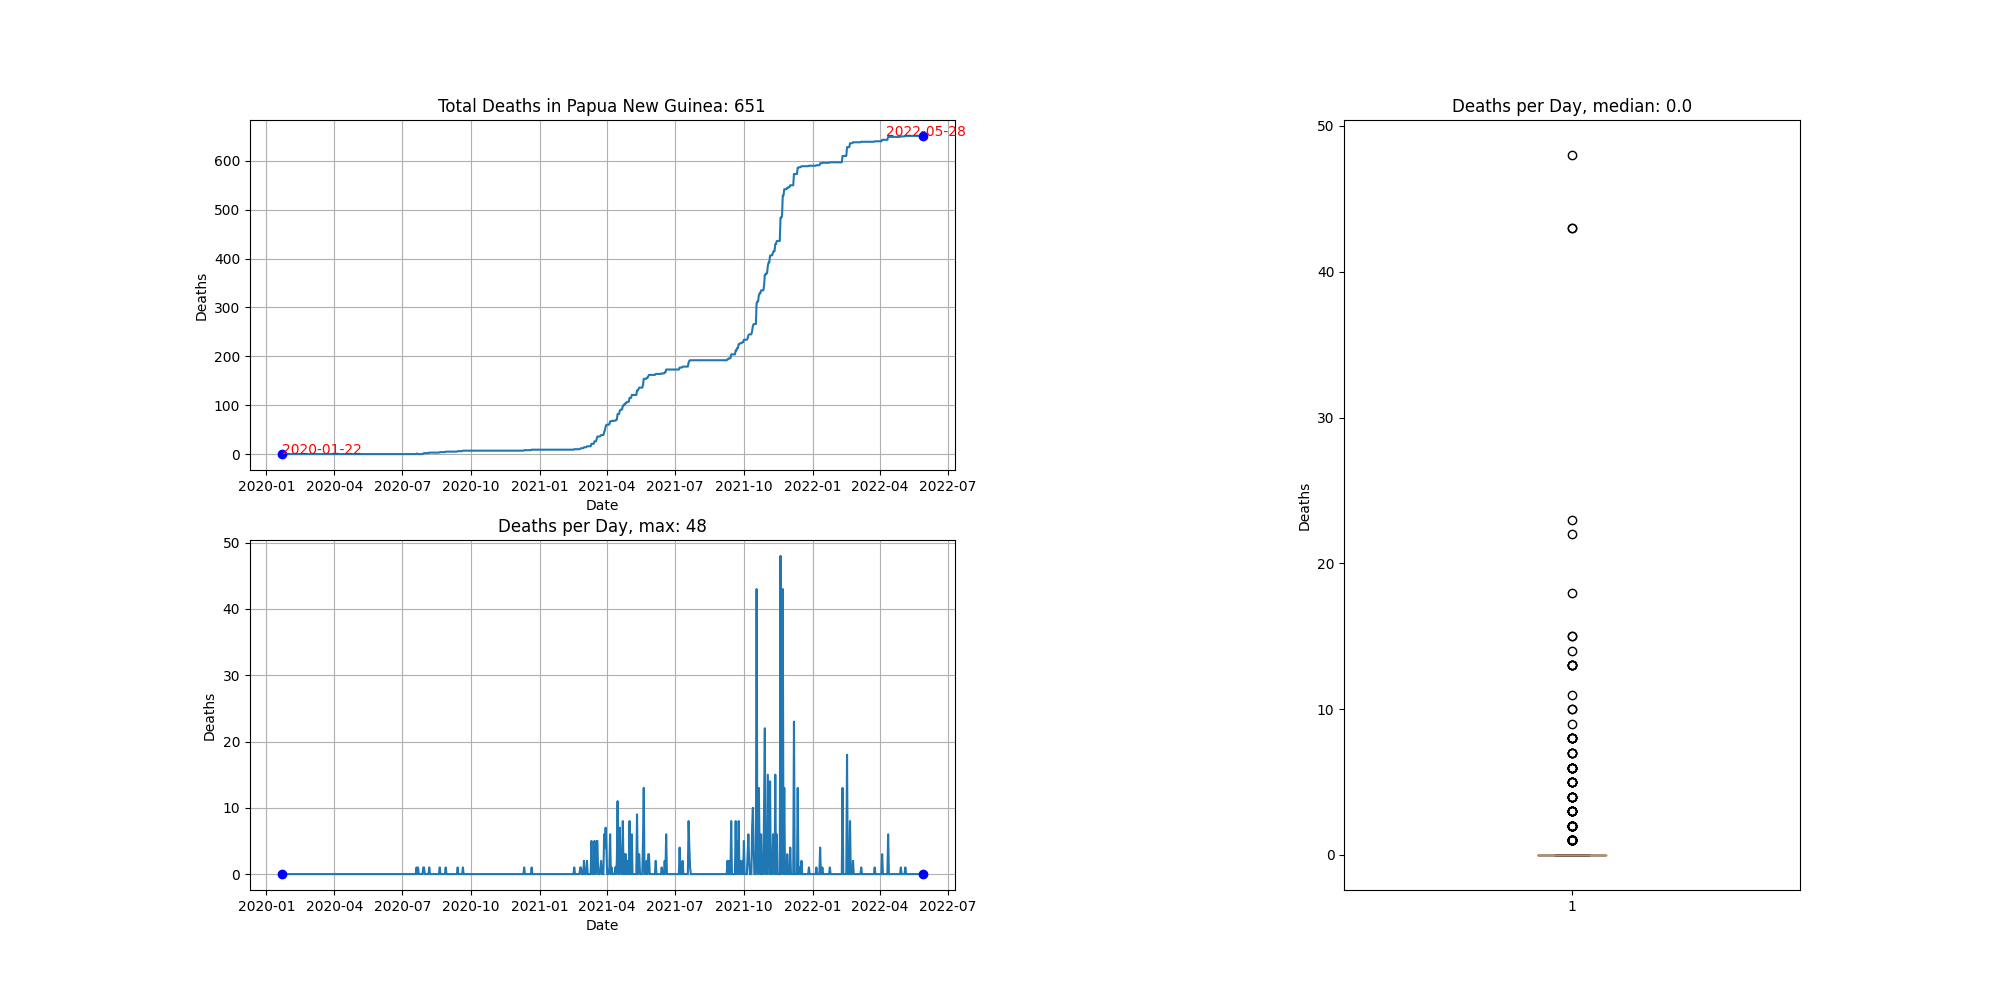 Total Deaths in Papua New Guinea: 651
Deaths
600
500
400
300
200
100
0
2020-01-22
2022-05-28
2020-01 2020-04 2020-07 2020-10 2021-01 2021-04 2021-07 2021-10 2022-01 2022-04 2022-07
Date
Deaths per Day, max: 48
Deaths
50
40
30
20
10
0
2020-01 2020-04 2020-07 2020-10 2021-01 2021-04 2021-07 2021-10 2022-01 2022-04 2022-07
Date
Deaths per Day, median: 0.0
Deaths
50
40
30
20
10
0
1